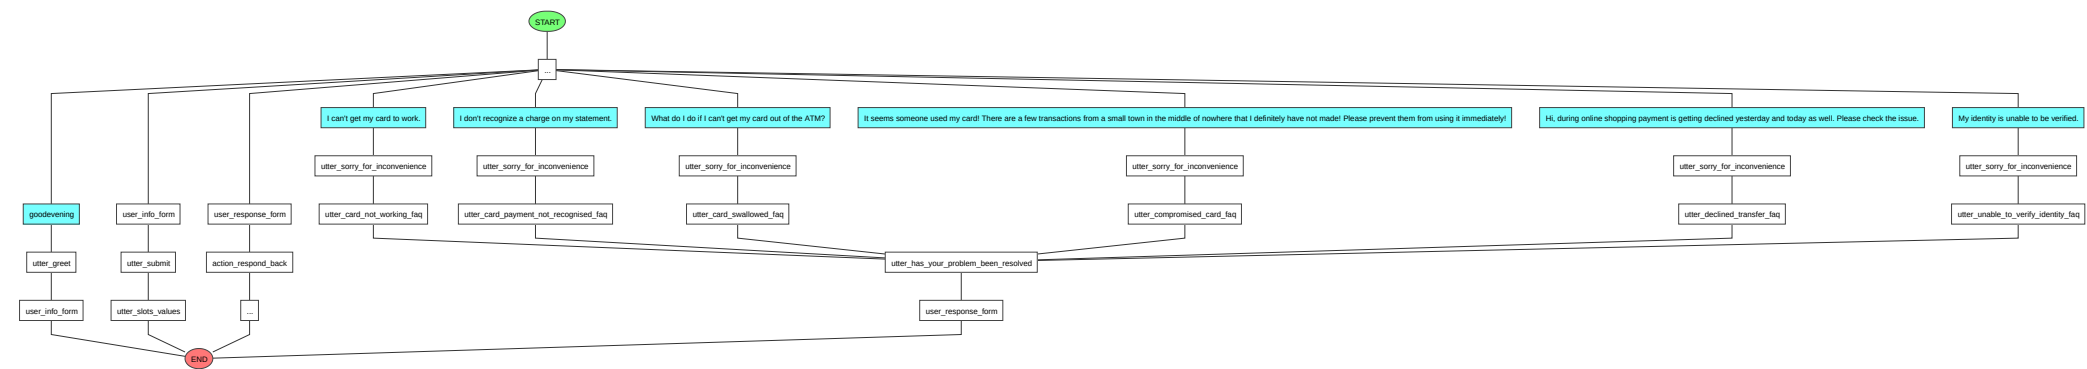 START
...
I can't get my card to work.
I don't recognize a charge on my statement.
What do I do if I can't get my card out of the ATM?
It seems someone used my card! There are a few transactions from a small town in the middle of nowhere that I definitely have not made! Please prevent them from using it immediately!
Hi, during online shopping payment is getting declined yesterday and today as well. Please check the issue.
My identity is unable to be verified.
utter_sorry_for_inconvenience
utter_sorry_for_inconvenience
utter_sorry_for_inconvenience
utter_sorry_for_inconvenience
utter_sorry_for_inconvenience
utter_sorry_for_inconvenience
goodevening
user_info_form
user_response_form
utter_card_not_working_faq
utter_card_payment_not_recognised_faq
utter_card_swallowed_faq
utter_compromised_card_faq
utter_declined_transfer_faq
utter_unable_to_verify_identity_faq
utter_greet
utter_submit
action_respond_back
utter_has_your_problem_been_resolved
user_info_form
utter_slots_values
...
user_response_form
END